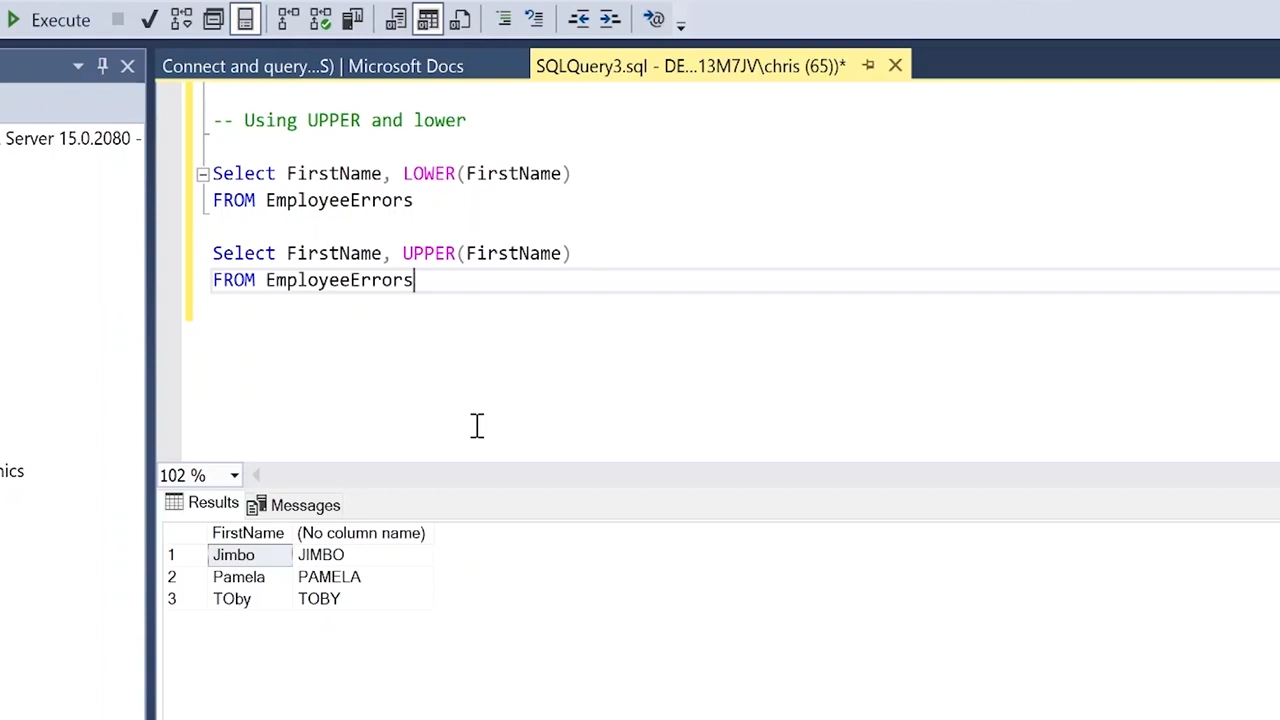 Execute
Connect and query...S) | Microsoft Docs
SQLQuery3.sql - DE...13M7JV\chris (65))*
Server 15.0.2080 -
-- Using UPPER and lower
Select FirstName, LOWER(FirstName)
FROM EmployeeErrors
Select FirstName, UPPER(FirstName)
FROM EmployeeErrors
nics
102 %
Results Messages
FirstName (No column name)
1 Jimbo JIMBO
2 Pamela PAMELA
3 TOby TOBY